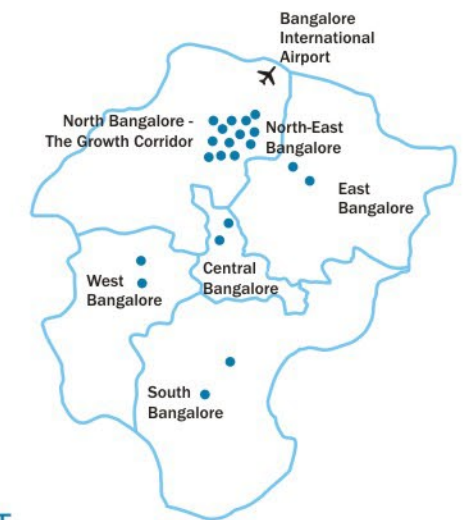 Bangalore
International
Airport
North Bangalore -
The Growth Corridor
North-East
Bangalore
East
Bangalore
West
Bangalore
Central
Bangalore
South
Bangalore